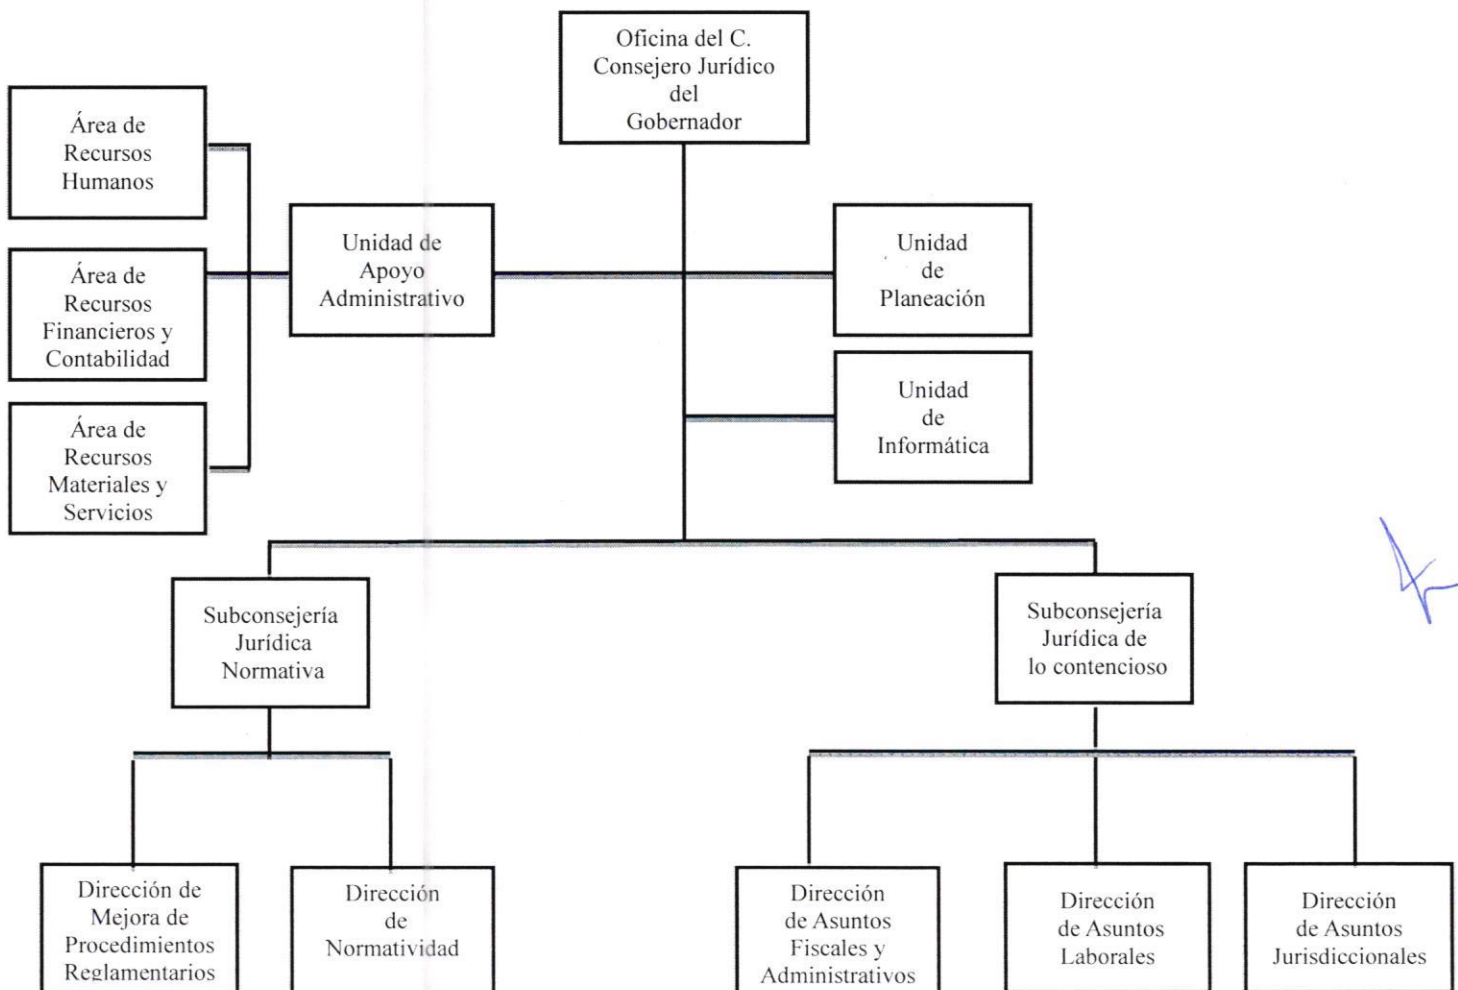 Oficina del C.
Consejero Jurídico
del
Gobernador
Área de
Recursos
Humanos
Unidad de
Apoyo
Administrativo
Unidad
de
Planeación
Área de
Recursos
Financieros y
Contabilidad
Unidad
de
Informática
Área de
Recursos
Materiales y
Servicios
Subconsejería
Jurídica
Normativa
Subconsejería
Jurídica de
lo contencioso
Dirección de
Mejora de
Procedimientos
Reglamentarios
Dirección
de
Normatividad
Dirección
de Asuntos
Fiscales y
Administrativos
Dirección
de Asuntos
Laborales
Dirección
de Asuntos
Jurisdiccionales